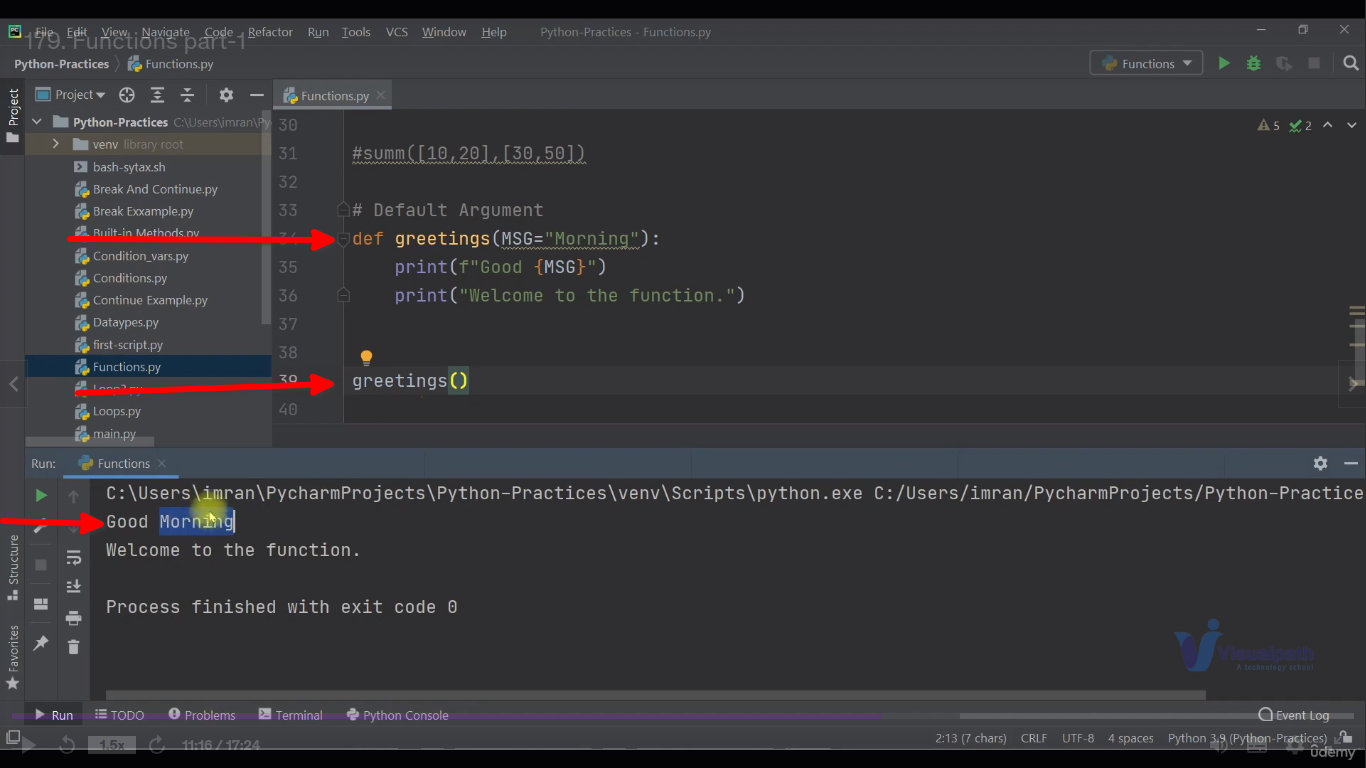 File Edit View Navigate Code Refactor Run Tools VCS Window Help Python-Practices - Functions.py
179. Functions part-1
Python-Practices Functions.py Functions
Project Project Functions.py
Python-Practices C:\Users\imran\Py
venv library root
bash-sytax.sh
Break And Continue.py
Break Exxample.py
Built-in Methods.py
Condition_vars.py
Conditions.py
Continue Example.py
Dataypes.py
first-script.py
Functions.py
Loop2.py
Loops.py
main.py
5 2
30
31 #summ([10,20],[30,50])
32
33 # Default Argument
34 def greetings(MSG="Morning"):
35 print(f"Good {MSG}")
36 print("Welcome to the function.")
37
38
39 greetings()
40
Run: Functions
C:\Users\imran\PycharmProjects\Python-Practices\venv\Scripts\python.exe C:/Users/imran/PycharmProjects/Python-Practice
Good Morning
Welcome to the function.
Process finished with exit code 0
Structure
Favorites
Visualpath
A technology school
Run TODO Problems Terminal Python Console Event Log
1.5x 11:16 / 17:24
2:13 (7 chars) CRLF UTF-8 4 spaces Python 3.9 (Python-Practices)
udemy